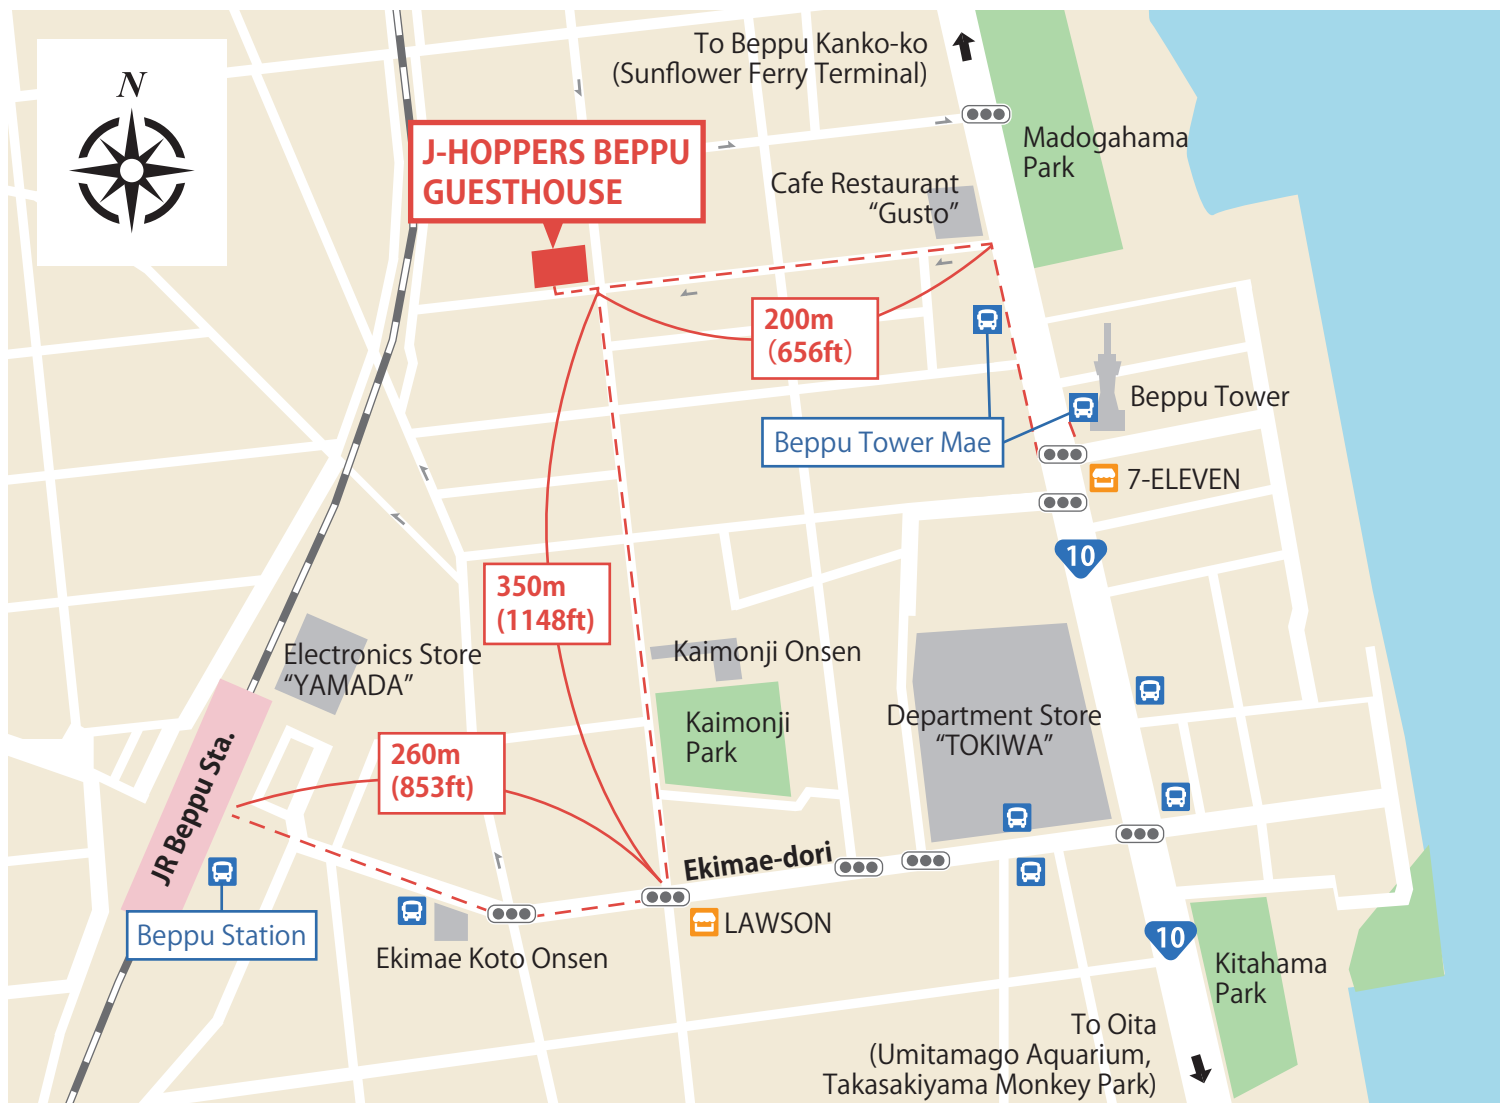 N
To Beppu Kanko-ko
(Sunflower Ferry Terminal)
J-HOPPERS BEPPU
GUESTHOUSE
Madogahama
Park
Cafe Restaurant
“Gusto”
200m
(656ft)
Beppu Tower
Beppu Tower Mae
7-ELEVEN
10
350m
(1148ft)
Electronics Store
“YAMADA”
Kaimonji Onsen
Kaimonji
Park
Department Store
“TOKIWA”
260m
(853ft)
JR Beppu Sta.
Ekimae-dori
LAWSON
Beppu Station
Ekimae Koto Onsen
10
Kitahama
Park
To Oita
(Umitamago Aquarium,
Takasakiyama Monkey Park)